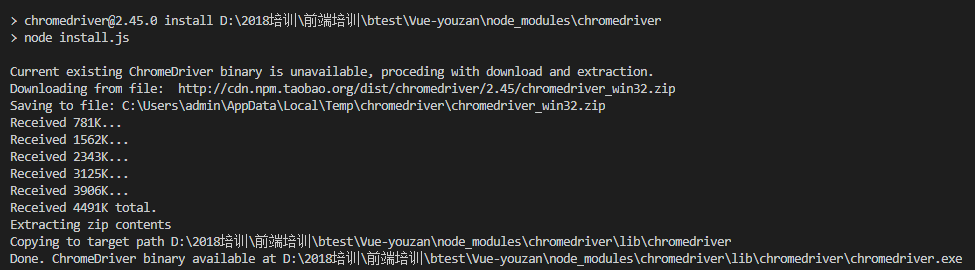 > chromedriver@2.45.0 install D:\2018培训\前端培训\btest\Vue-youzan\node_modules\chromedriver
> node install.js
Current existing ChromeDriver binary is unavailable, proceding with download and extraction.
Downloading from file:  http://cdn.npm.taobao.org/dist/chromedriver/2.45/chromedriver_win32.zip
Saving to file: C:\Users\admin\AppData\Local\Temp\chromedriver\chromedriver_win32.zip
Received 781K...
Received 1562K...
Received 2343K...
Received 3125K...
Received 3906K...
Received 4491K total.
Extracting zip contents
Copying to target path D:\2018培训\前端培训\btest\Vue-youzan\node_modules\chromedriver\lib\chromedriver
Done. ChromeDriver binary available at D:\2018培训\前端培训\btest\Vue-youzan\node_modules\chromedriver\lib\chromedriver\chromedriver.exe